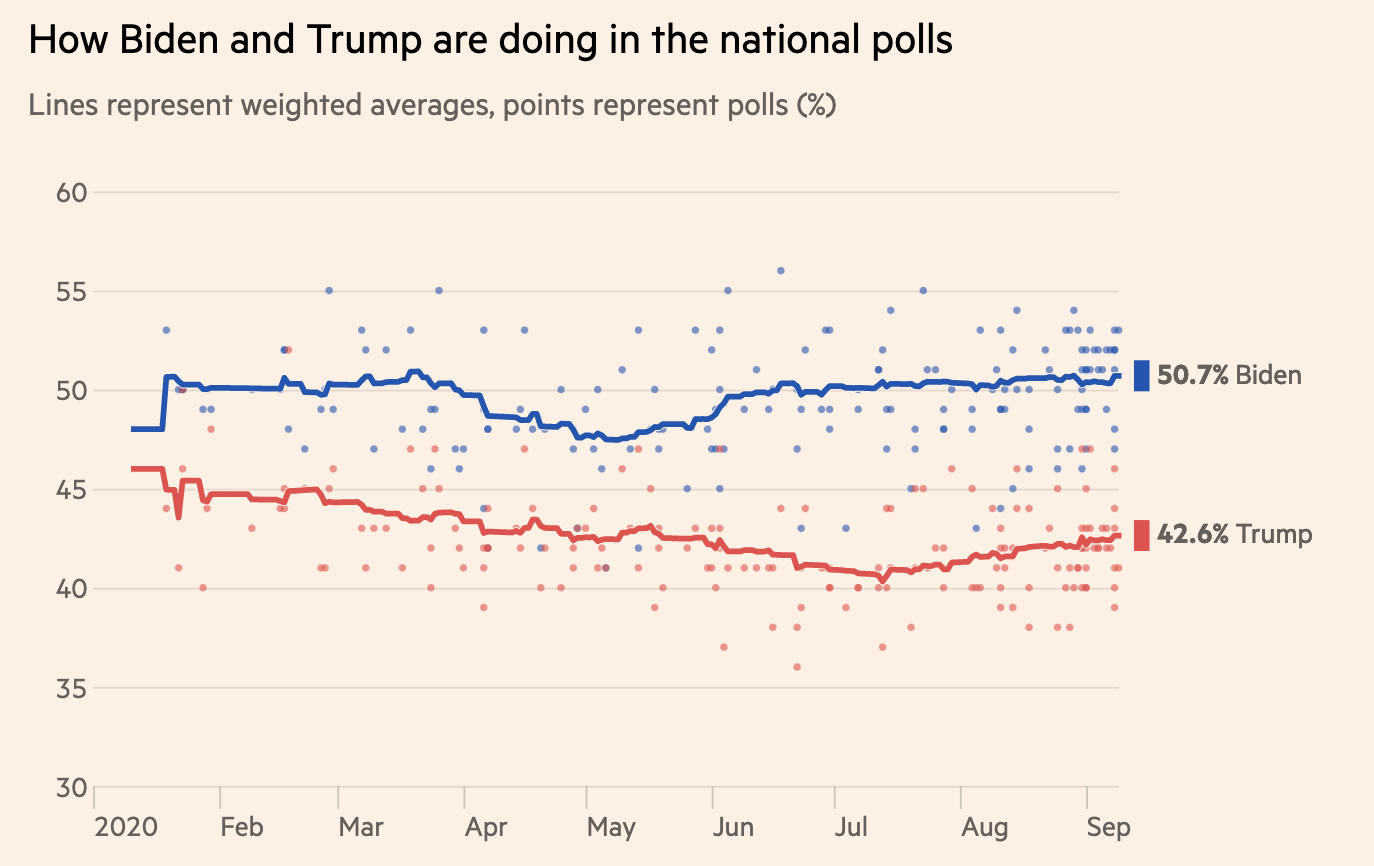 How Biden and Trump are doing in the national polls
Lines represent weighted averages, points represent polls (%)
60
55
50
45
40
35
30
50.7% Biden
42.6% Trump
2020 Feb Mar Apr May Jun Jul Aug Sep